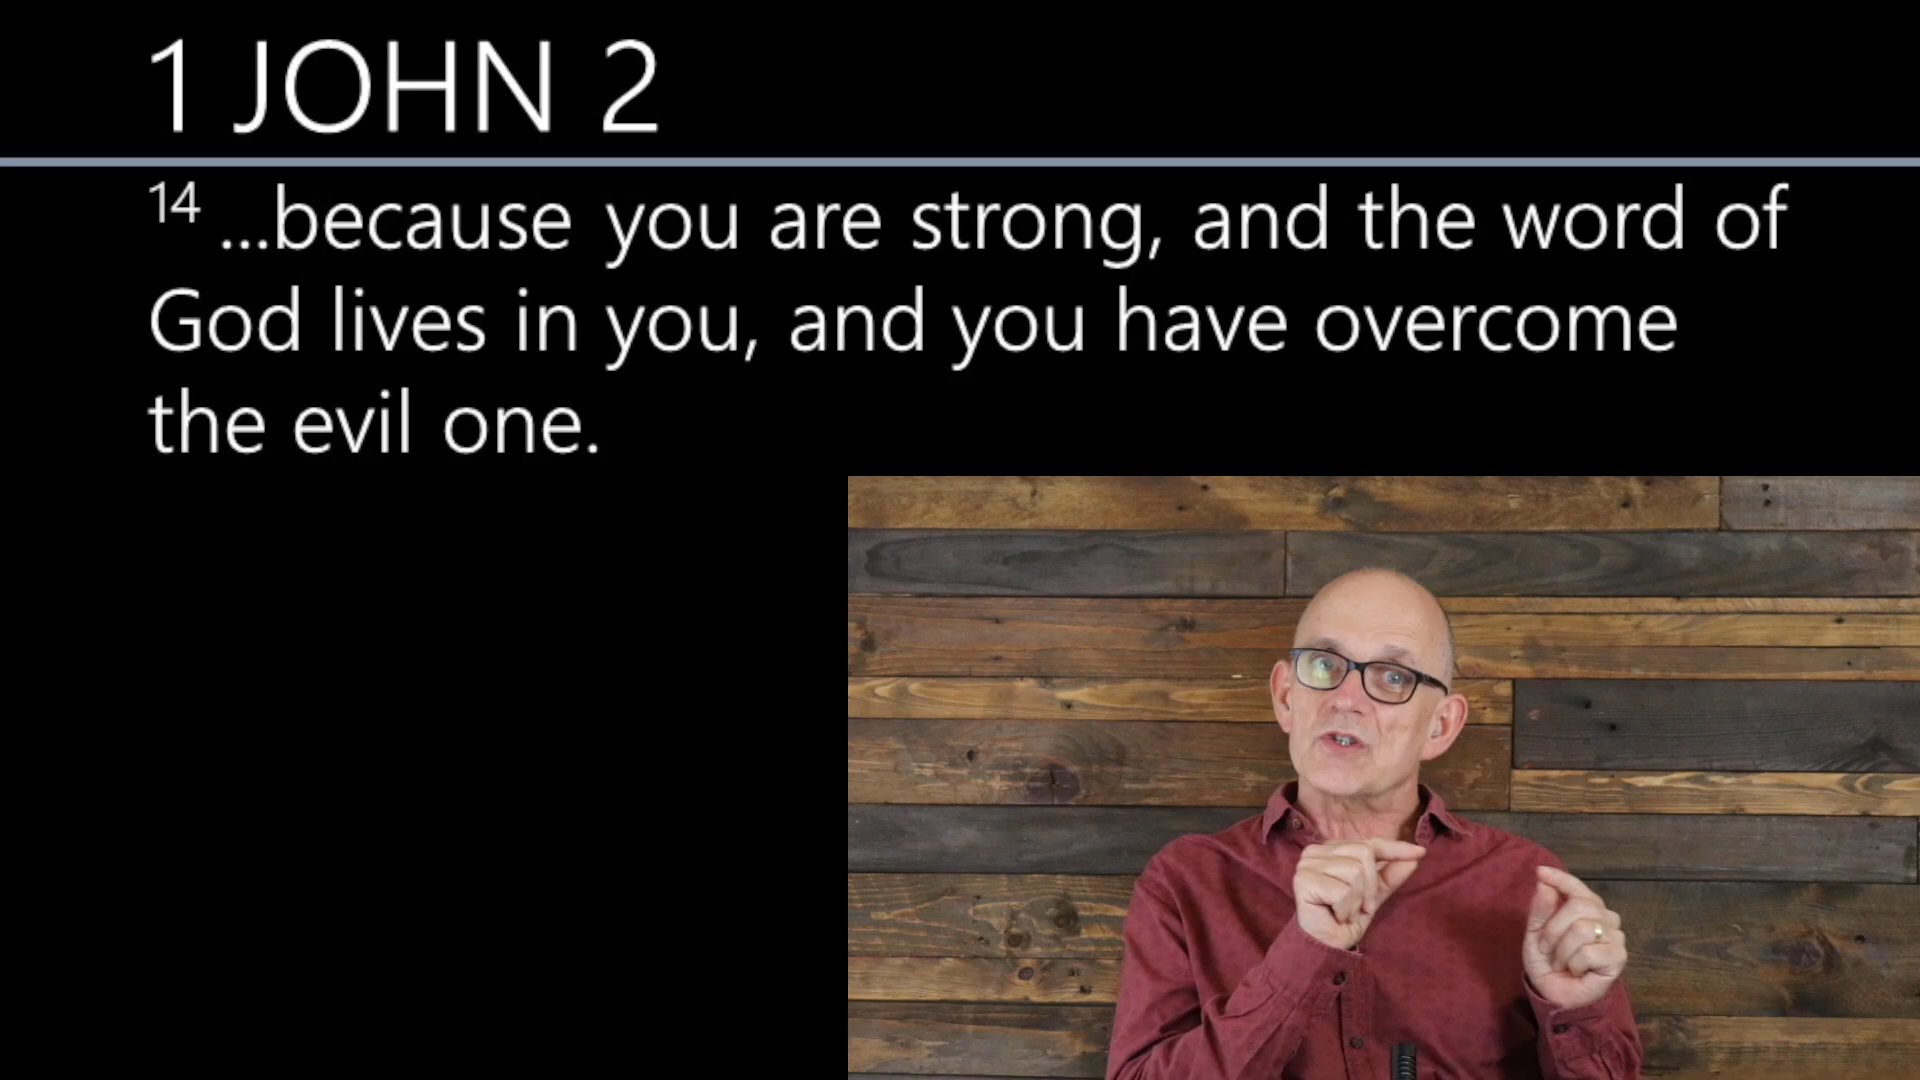 1 JOHN 2
14 ...because you are strong, and the word of
God lives in you, and you have overcome
the evil one.